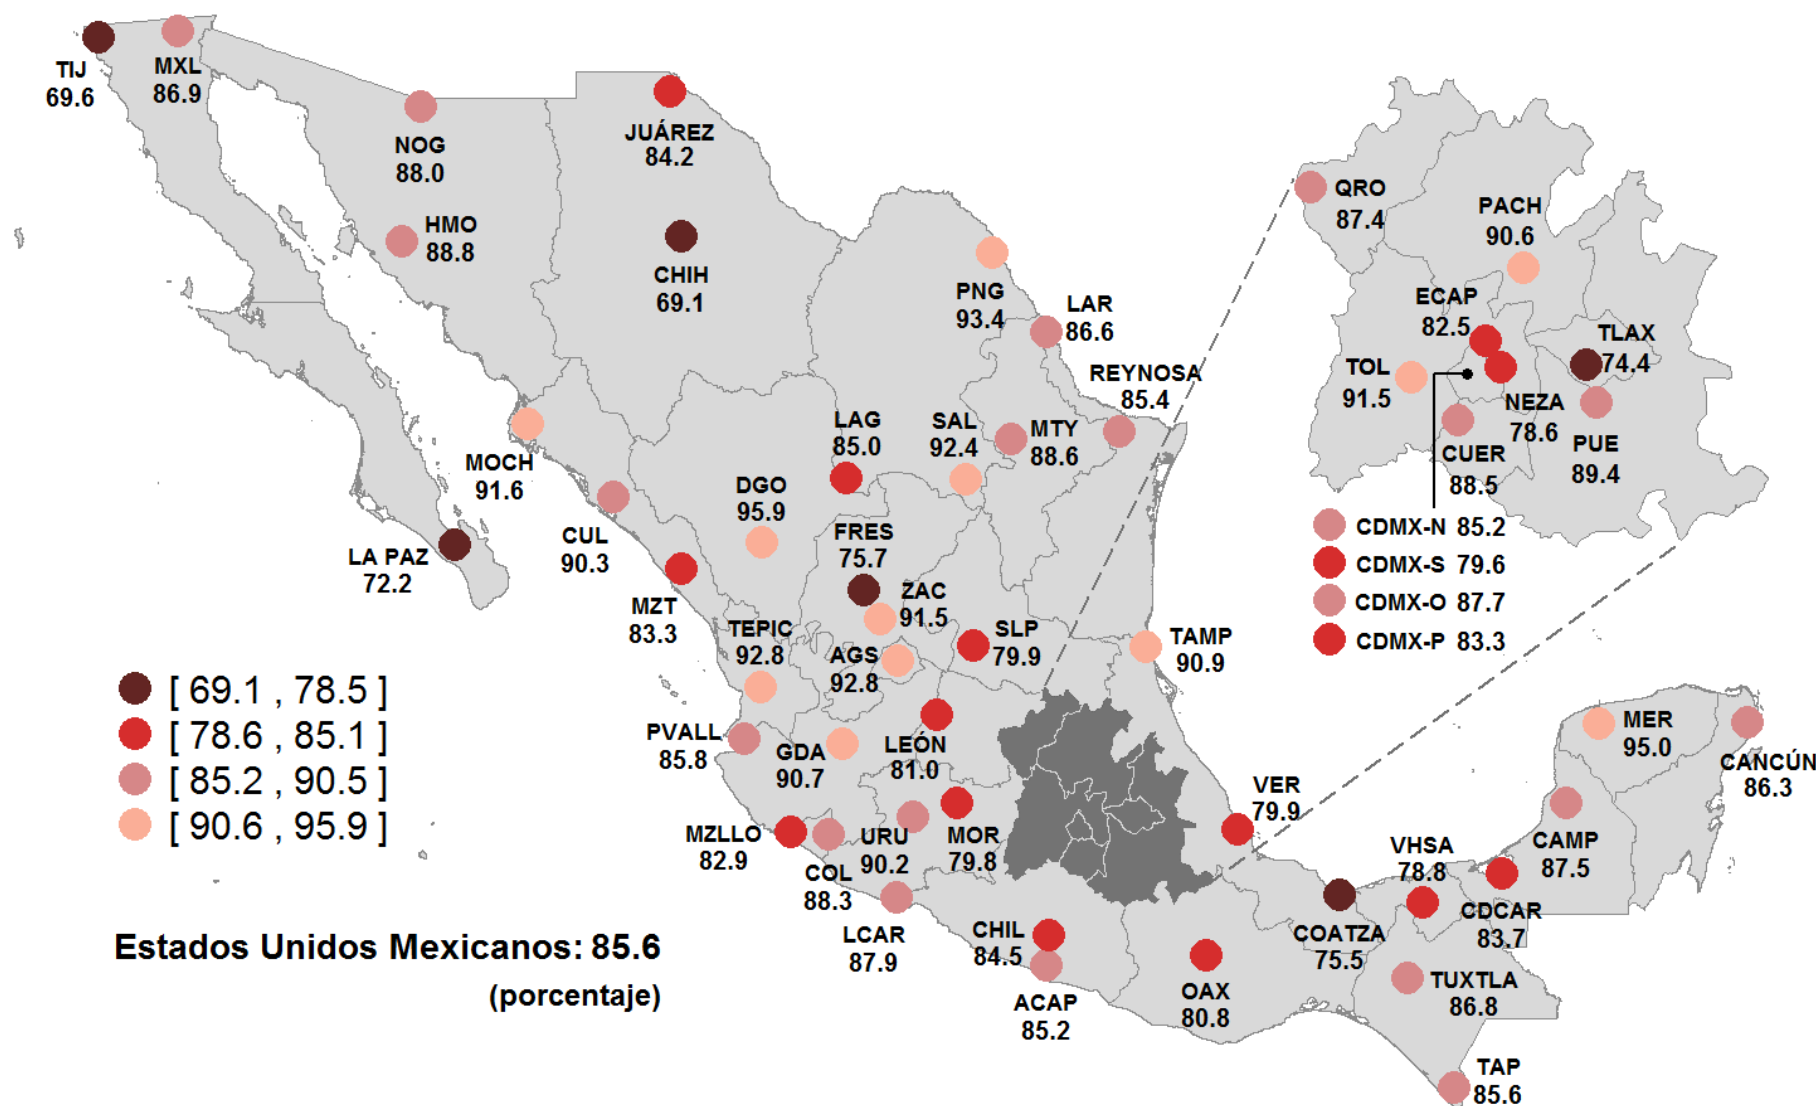 TIJ
69.6
MXL
86.9
NOG
88.0
HMO
88.8
JUÁREZ
84.2
CHIH
69.1
PNG
93.4
LAR
86.6
REYNOSA
85.4
LAG
85.0
SAL
92.4
MTY
88.6
MOCH
91.6
DGO
95.9
CUL
90.3
LA PAZ
72.2
FRES
75.7
ZAC
91.5
MZT
83.3
TEPIC
92.8
AGS
92.8
SLP
79.9
TAMP
90.9
PVALL
85.8
GDA
90.7
LEÓN
81.0
MZLLO
82.9
COL
88.3
URU
90.2
MOR
79.8
LCAR
87.9
CHIL
84.5
ACAP
85.2
OAX
80.8
VER
79.9
COATZA
75.5
VHSA
78.8
CDCAR
83.7
TUXTLA
86.8
TAP
85.6
CAMP
87.5
MER
95.0
CANCÚN
86.3
QRO
87.4
PACH
90.6
ECAP
82.5
TLAX
74.4
TOL
91.5
NEZA
78.6
PUE
89.4
CUER
88.5
CDMX-N 85.2
CDMX-S 79.6
CDMX-O 87.7
CDMX-P 83.3
[ 69.1 , 78.5 ]
[ 78.6 , 85.1 ]
[ 85.2 , 90.5 ]
[ 90.6 , 95.9 ]
Estados Unidos Mexicanos: 85.6
(porcentaje)